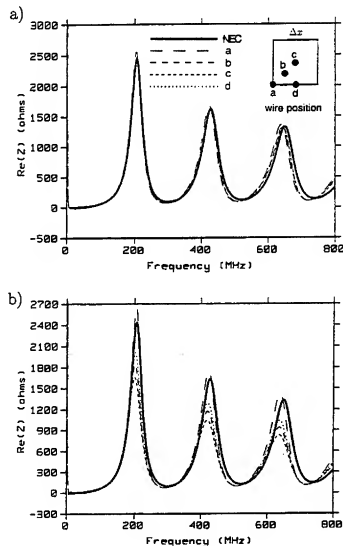 a)
3000
2500
2000
1500
1000
500
0
-500
Re(Z) (ohms)
NEC
a
b
c
d
Δx
c
b
a
d
wire position
0
200
400
600
800
Frequency (MHz)
b)
2700
2400
2100
1800
1500
1200
900
600
300
0
-300
Re(Z) (ohms)
0
200
400
600
800
Frequency (MHz)